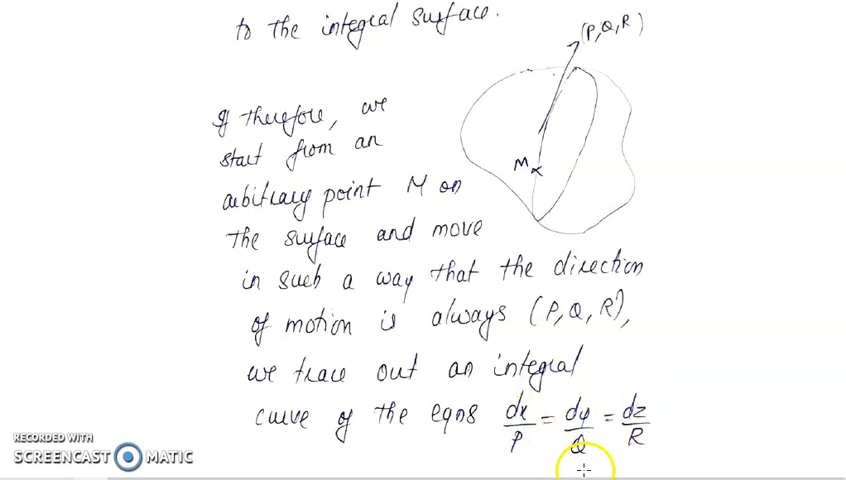 to the integral surface.
(P, Q, R)
If therefore, we
start from an
M
arbitrary point M on
the surface and move
in such a way that the direction
of motion is always (P, Q, R),
we trace out an integral
curve of the eqns dx/P = dy/Q = dz/R
RECORDED WITH
SCREENCAST MATIC